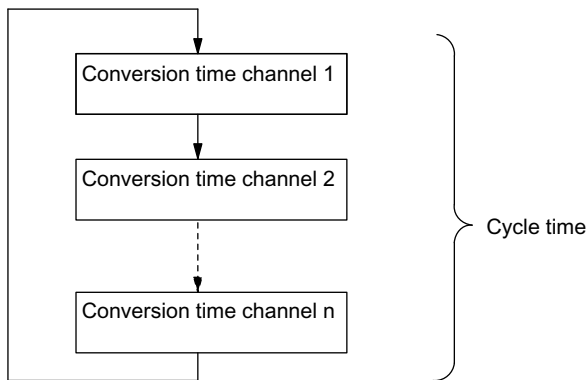 Conversion time channel 1
Conversion time channel 2
Cycle time
Conversion time channel n